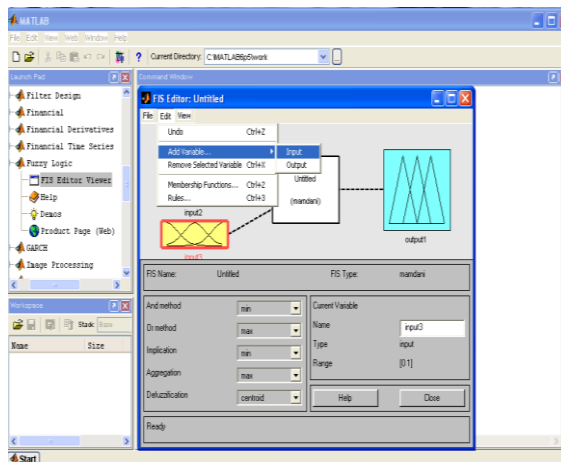 MATLAB
File Edit View Web Window Help
? Current Directory: C:\MATLAB6p5\work
Launch Pad
Command Window
Filter Design
Financial
Financial Derivatives
Financial Time Series
Fuzzy Logic
FIS Editor Viewer
Help
Demos
Product Page (Web)
GARCH
Image Processing
Workspace
Stack: Base
Name Size
Start
FIS Editor: Untitled
File Edit View
Undo Ctrl+Z
Add Variable... Input
Remove Selected Variable Ctrl+X Output
Membership Functions... Ctrl+2
Rules... Ctrl+3
Untitled
(mamdani)
input2
input3
output1
FIS Name: Untitled FIS Type: mamdani
And method min
Or method max
Implication min
Aggregation max
Defuzzification centroid
Current Variable
Name input3
Type input
Range [0 1]
Help Close
Ready